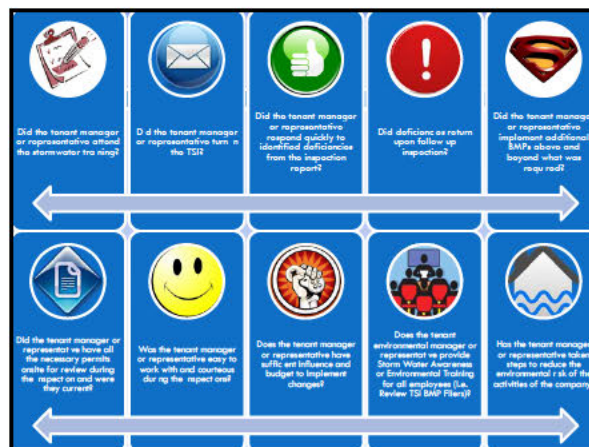 Did the tenant manager
or representative attend
the stormwater training?
Did the tenant manager
or representative turn in
the TSI?
Did the tenant manager
or representative
respond quickly to
identified deficiencies
from the inspection
report?
Did deficiencies return
upon follow up
inspection?
Did the tenant manager
or representative
implement additional
BMPs above and
beyond what was
required?
Did the tenant manager or
representative have all
the necessary permits
onsite for review during
the inspection and were
they current?
Was the tenant manager
or representative easy to
work with and courteous
during the inspections?
Does the tenant manager
or representative have
sufficient influence and
budget to implement
changes?
Does the tenant
environmental manager or
representative provide
Storm Water Awareness
or Environmental Training
for all employees (i.e.
Review TSI BMP Fliers)?
Has the tenant manager
or representative taken
steps to reduce the
environmental risk of the
activities of the company?